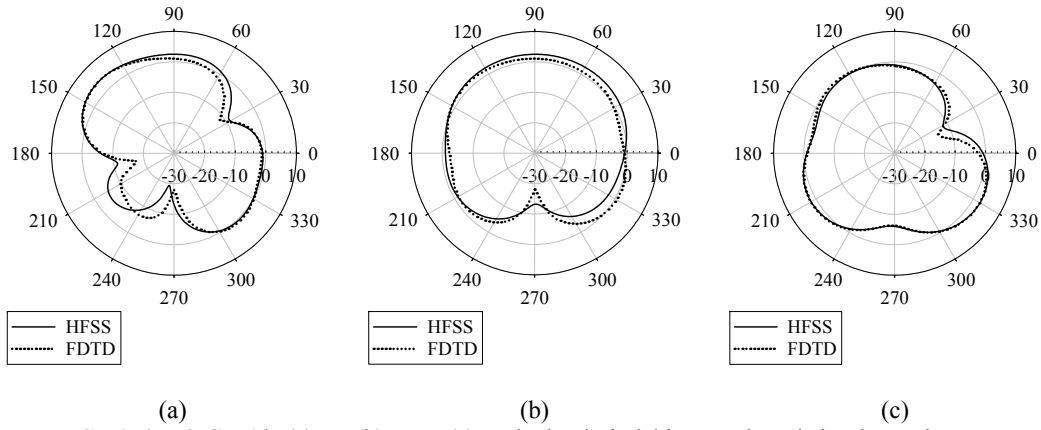 90 90 90
120 60 120 60 120 60
150 30 150 30 150 30
180 0 180 0 180 0
-30 -20 -10 0 10 -30 -20 -10 0 10 -30 -20 -10 0 10
210 330 210 330 210 330
240 300 240 300 240 300
270 270 270
HFSS HFSS HFSS
FDTD FDTD FDTD
(a) (b) (c)